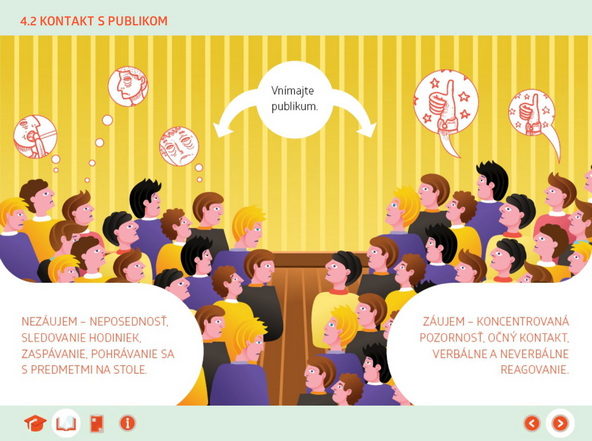 4.2 KONTAKT S PUBLIKOM
Vnímajte
publikum.
NEZÁUJEM – NEPOSEDNOSŤ,
SLEDOVANIE HODINIEK,
ZASPÁVANIE, POHRÁVANIE SA
S PREDMETMI NA STOLE.
ZÁUJEM – KONCENTROVANÁ
POZORNOSŤ, OČNÝ KONTAKT,
VERBÁLNE A NEVERBÁLNE
REAGOVANIE.